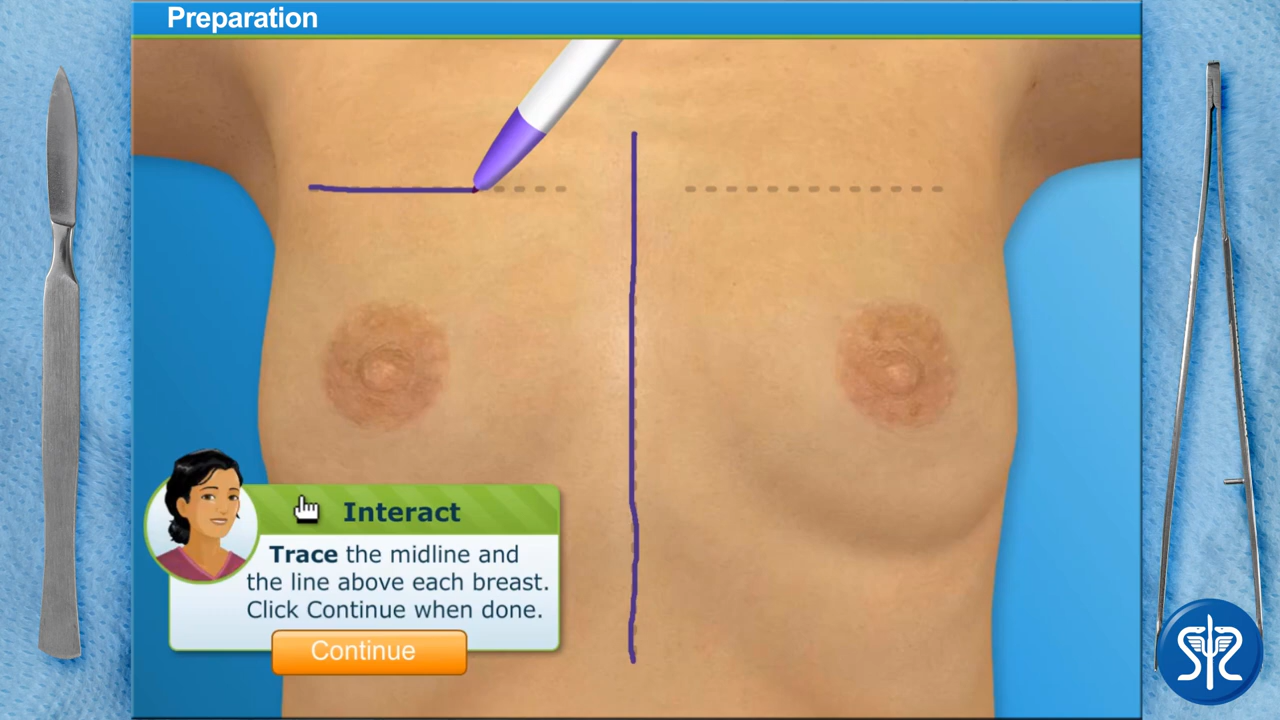 Preparation
Interact
Trace the midline and
the line above each breast.
Click Continue when done.
Continue